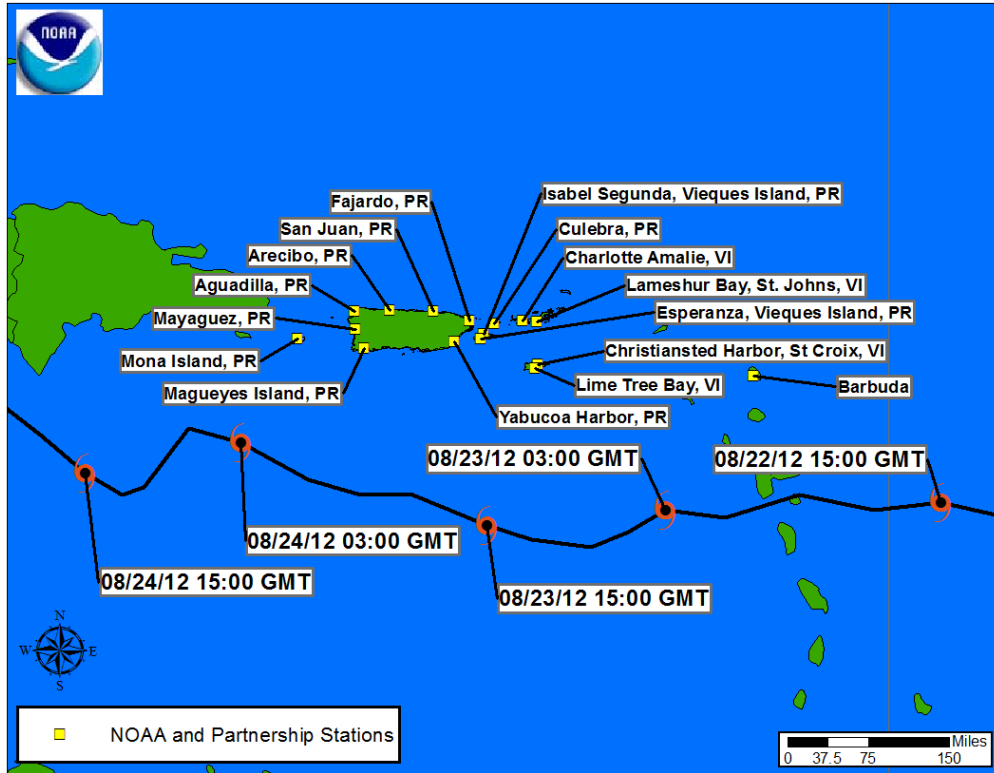 NOAA
Isabel Segunda, Vieques Island, PR
Fajardo, PR
San Juan, PR
Culebra, PR
Arecibo, PR
Charlotte Amalie, VI
Aguadilla, PR
Lameshur Bay, St. Johns, VI
Mayaguez, PR
Esperanza, Vieques Island, PR
Mona Island, PR
Christiansted Harbor, St Croix, VI
Magueyes Island, PR
Lime Tree Bay, VI
Barbuda
Yabucoa Harbor, PR
08/23/12 03:00 GMT
08/22/12 15:00 GMT
08/24/12 03:00 GMT
08/24/12 15:00 GMT
08/23/12 15:00 GMT
N
W E
S
NOAA and Partnership Stations
Miles
0 37.5 75 150